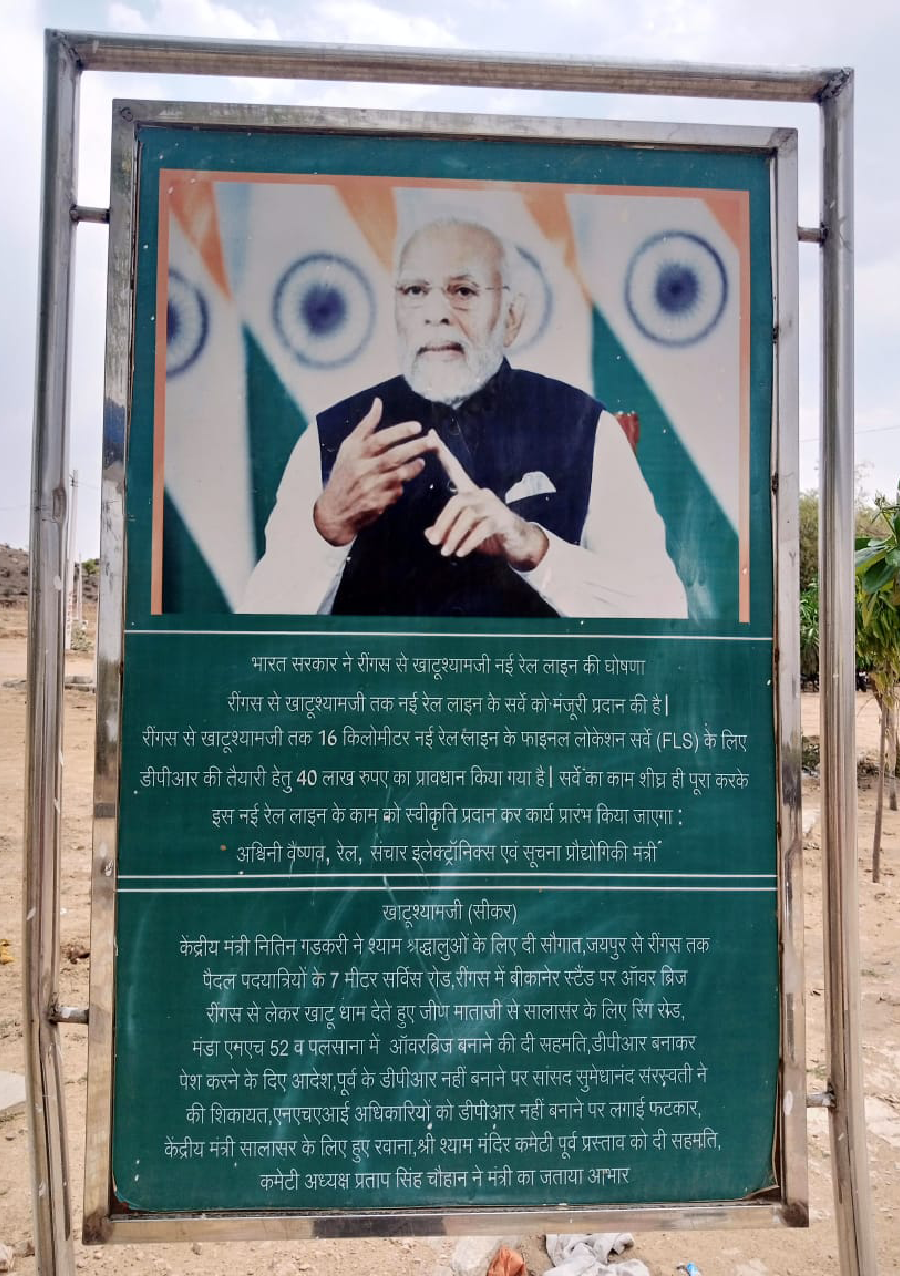 भारत सरकार ने रींगस से खाटूश्यामजी नई रेल लाइन की घोषणा
रींगस से खाटूश्यामजी तक नई रेल लाइन के सर्वे को मंजूरी प्रदान की है|
रींगस से खाटूश्यामजी तक 16 किलोमीटर नई रेल लाइन के फाइनल लोकेशन सर्वे (FLS) के लिए
डीपीआर की तैयारी हेतु 40 लाख रुपए का प्रावधान किया गया है| सर्वे का काम शीघ्र ही पूरा करके
इस नई रेल लाइन के काम को स्वीकृति प्रदान कर कार्य प्रारंभ किया जाएगा :
अश्विनी वैष्णव, रेल, संचार इलेक्ट्रॉनिक्स एवं सूचना प्रौद्योगिकी मंत्री
खाटूश्यामजी (सीकर)
केंद्रीय मंत्री नितिन गडकरी ने श्याम श्रद्धालुओं के लिए दी सौगात,जयपुर से रींगस तक
पैदल पदयात्रियों के 7 मीटर सर्विस रोड,रींगस में बीकानेर स्टैंड पर ऑवर ब्रिज
रींगस से लेकर खाटू धाम देते हुए जीण माताजी से सालासर के लिए रिंग रोड,
मंडा एमएच 52 व पलसाना में ऑवरब्रिज बनाने की दी सहमति,डीपीआर बनाकर
पेश करने के दिए आदेश,पूर्व के डीपीआर नहीं बनाने पर सांसद सुमेधानंद सरस्वती ने
की शिकायत,एनएचएआई अधिकारियों को डीपीआर नहीं बनाने पर लगाई फटकार,
केंद्रीय मंत्री सालासर के लिए हुए रवाना,श्री श्याम मंदिर कमेटी पूर्व प्रस्ताव को दी सहमति,
कमेटी अध्यक्ष प्रताप सिंह चौहान ने मंत्री का जताया आभार